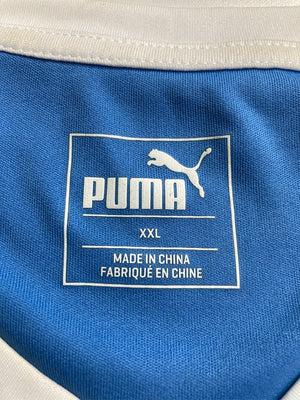 PUMA
XXL
MADE IN CHINA
FABRIQUÉ EN CHINE